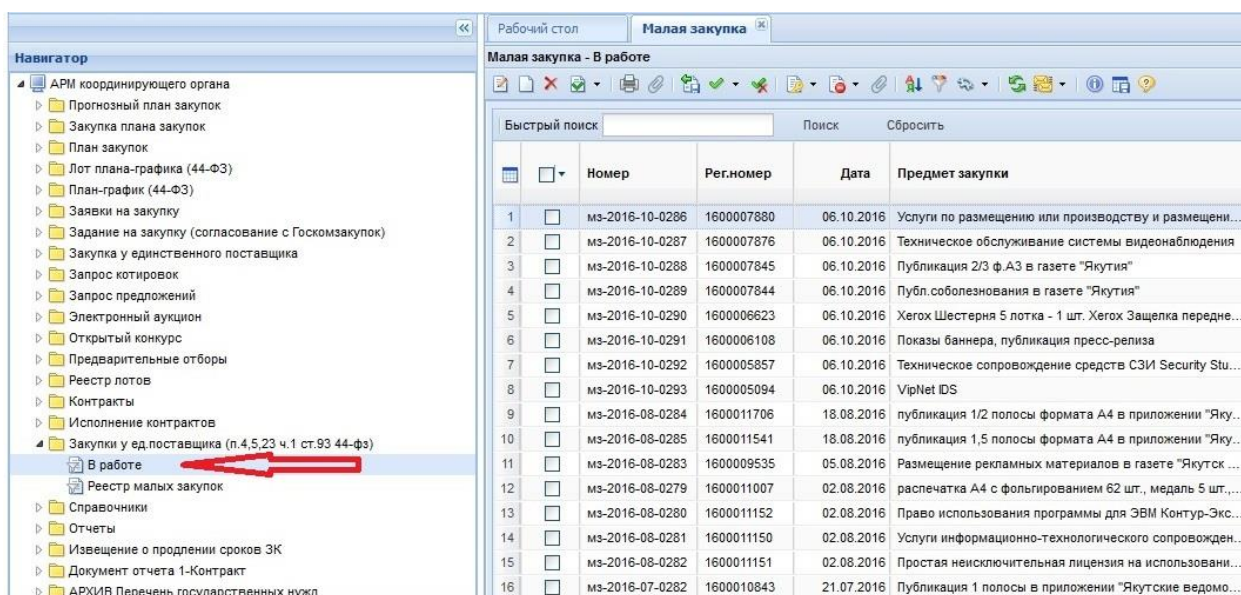 Навигатор
АРМ координирующего органа
Прогнозный план закупок
Закупка плана закупок
План закупок
Лот плана-графика (44-ФЗ)
План-график (44-ФЗ)
Заявки на закупку
Задание на закупку (согласование с Госкомзакупок)
Закупка у единственного поставщика
Запрос котировок
Запрос предложений
Электронный аукцион
Открытый конкурс
Предварительные отборы
Реестр лотов
Контракты
Исполнение контрактов
Закупки у ед.поставщика (п.4,5,23 ч.1 ст.93 44-фз)
В работе
Реестр малых закупок
Справочники
Отчеты
Извещение о продлении сроков ЗК
Документ отчета 1-Контракт
АРХИВ Перечень государственных нужд
Рабочий стол Малая закупка
Малая закупка - В работе
Быстрый поиск Поиск Сбросить
Номер Рег.номер Дата Предмет закупки
1 мз-2016-10-0286 1600007880 06.10.2016 Услуги по размещению или производству и размещени...
2 мз-2016-10-0287 1600007876 06.10.2016 Техническое обслуживание системы видеонаблюдения
3 мз-2016-10-0288 1600007845 06.10.2016 Публикация 2/3 ф.А3 в газете "Якутия"
4 мз-2016-10-0289 1600007844 06.10.2016 Публ.соболезнования в газете "Якутия"
5 мз-2016-10-0290 1600006623 06.10.2016 Xerox Шестерня 5 лотка - 1 шт. Xerox Защелка передне...
6 мз-2016-10-0291 1600006108 06.10.2016 Показы баннера, публикация пресс-релиза
7 мз-2016-10-0292 1600005857 06.10.2016 Техническое сопровождение средств СЗИ Security Stu...
8 мз-2016-10-0293 1600005094 06.10.2016 VipNet IDS
9 мз-2016-08-0284 1600011706 18.08.2016 публикация 1/2 полосы формата А4 в приложении "Яку...
10 мз-2016-08-0285 1600011541 18.08.2016 публикация 1,5 полосы формата А4 в приложении "Яку...
11 мз-2016-08-0283 1600009535 05.08.2016 Размещение рекламных материалов в газете "Якутск ...
12 мз-2016-08-0279 1600011007 02.08.2016 распечатка А4 с фольгированием 62 шт., медаль 5 шт.,...
13 мз-2016-08-0280 1600011152 02.08.2016 Право использования программы для ЭВМ Контур-Экс...
14 мз-2016-08-0281 1600011150 02.08.2016 Услуги информационно-технологического сопровожден...
15 мз-2016-08-0282 1600011151 02.08.2016 Простая неисключительная лицензия на использовани...
16 мз-2016-07-0282 1600010843 21.07.2016 Публикация 1 полосы в приложении "Якутские ведомо...